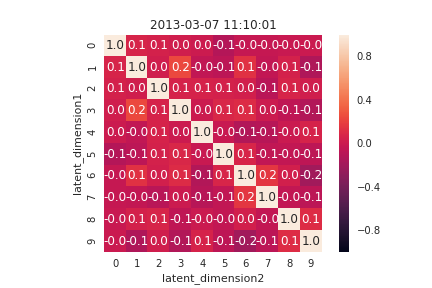 2013-03-07 11:10:01
latent_dimension1
0 1.0 0.1 0.1 0.0 0.0 -0.1 -0.0 -0.0 -0.0 -0.0
1 0.1 1.0 0.0 0.2 -0.0 -0.1 0.1 -0.0 0.1 -0.1
2 0.1 0.0 1.0 0.1 0.1 0.1 0.0 -0.1 0.1 0.0
3 0.0 0.2 0.1 1.0 0.0 0.1 0.1 0.0 -0.1 -0.1
4 0.0 -0.0 0.1 0.0 1.0 -0.0 -0.1 -0.1 -0.0 0.1
5 -0.1 -0.1 0.1 0.1 -0.0 1.0 0.1 -0.1 -0.0 -0.1
6 -0.0 0.1 0.0 0.1 -0.1 0.1 1.0 0.2 0.0 -0.2
7 -0.0 -0.0 -0.1 0.0 -0.1 -0.1 0.2 1.0 -0.0 -0.1
8 -0.0 0.1 0.1 -0.1 -0.0 -0.0 0.0 -0.0 1.0 0.1
9 -0.0 -0.1 0.0 -0.1 0.1 -0.1 -0.2 -0.1 0.1 1.0
0 1 2 3 4 5 6 7 8 9
latent_dimension2
0.8
0.4
0.0
-0.4
-0.8